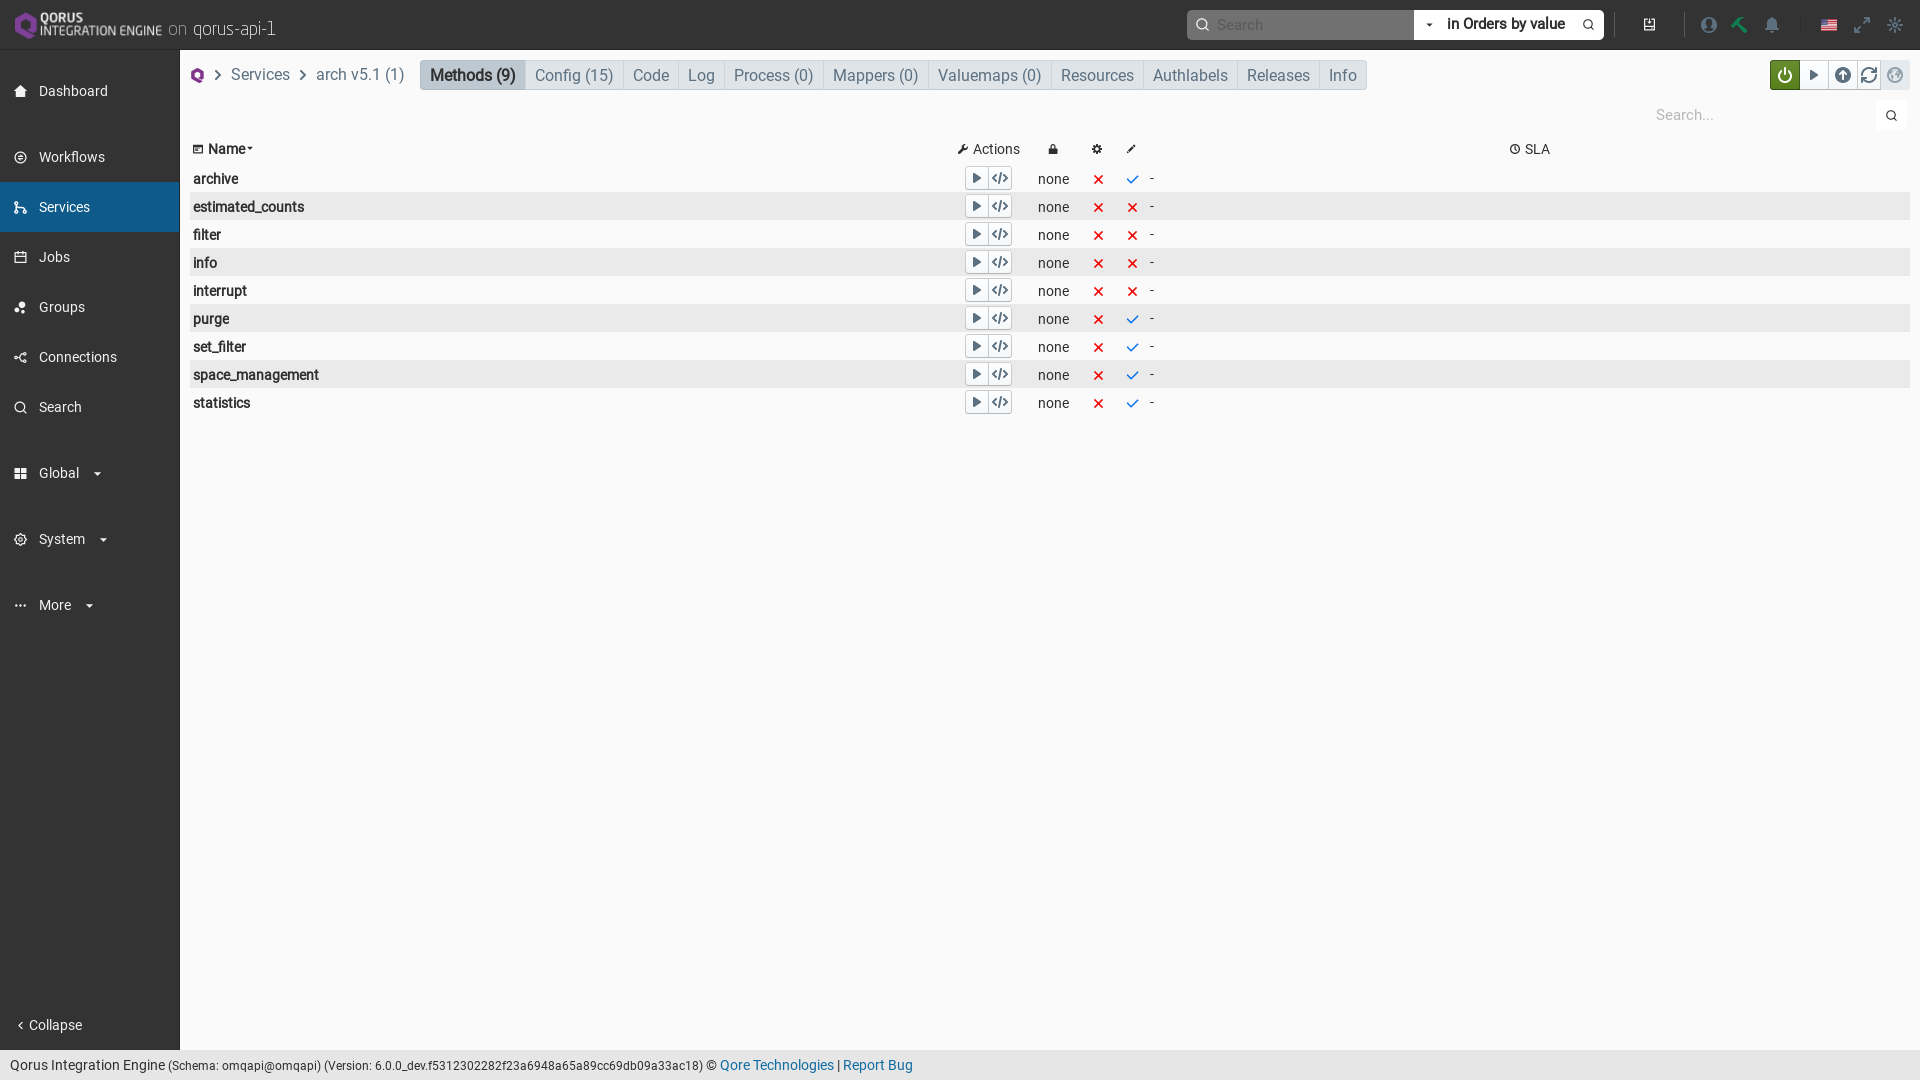 QORUS
INTEGRATION ENGINE on qorus-api-1
Search
in Orders by value
Services
arch v5.1 (1)
Methods (9) Config (15) Code Log Process (0) Mappers (0) Valuemaps (0) Resources Authlabels Releases Info
Search...
Dashboard
Workflows
Services
Jobs
Groups
Connections
Search
Global
System
More
Collapse
Name Actions SLA
archive none -
estimated_counts none -
filter none -
info none -
interrupt none -
purge none -
set_filter none -
space_management none -
statistics none -
Qorus Integration Engine (Schema: omqapi@omqapi) (Version: 6.0.0_dev.f5312302282f23a6948a65a89cc69db09a33ac18) © Qore Technologies | Report Bug